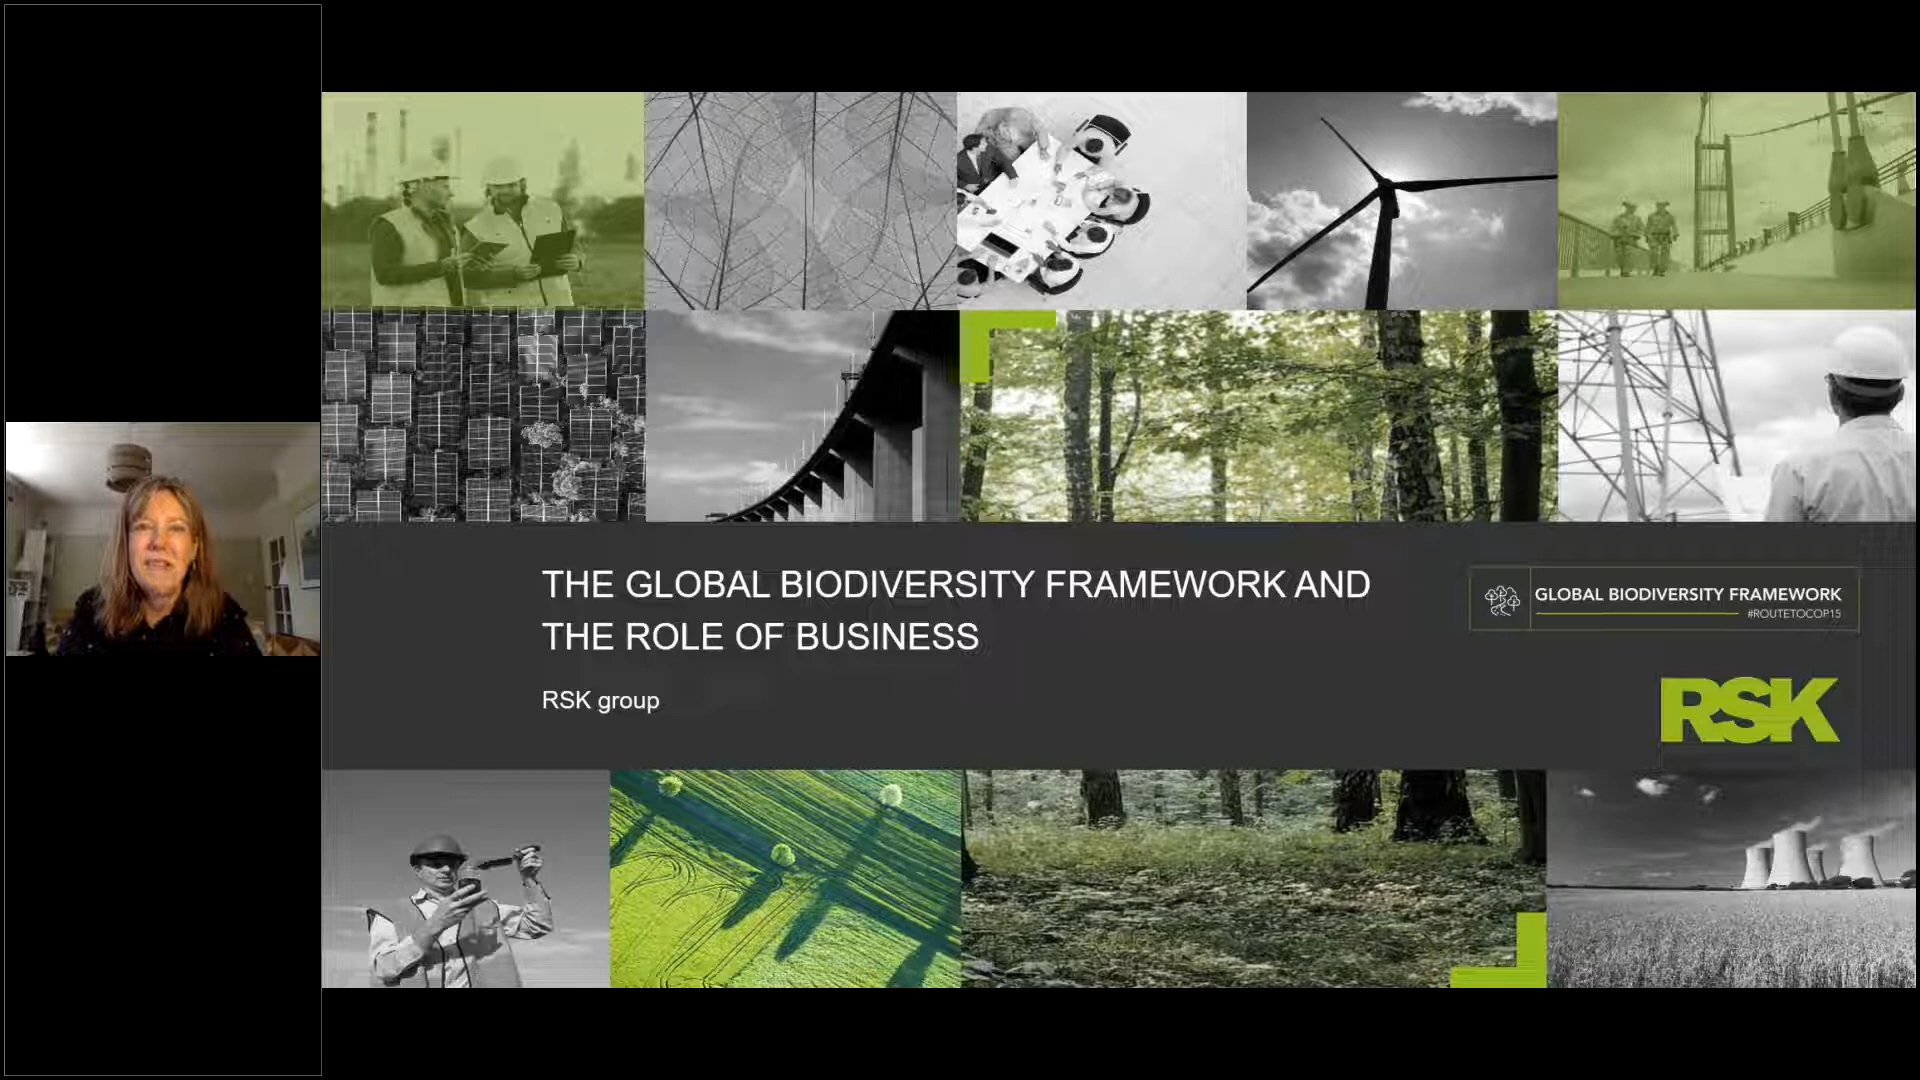 THE GLOBAL BIODIVERSITY FRAMEWORK AND
THE ROLE OF BUSINESS
RSK group
GLOBAL BIODIVERSITY FRAMEWORK
#ROUTETOCOP15
RSK